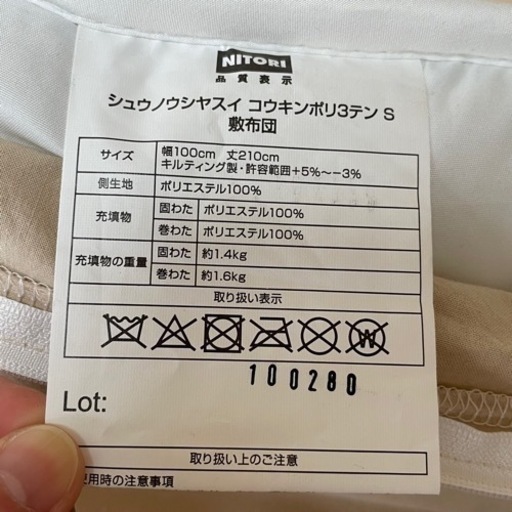 NITORI
品質表示
シュウノウシヤスイ コウキンポリ3テン S
敷布団
サイズ 幅100cm 丈210cm
キルティング製・許容範囲+5%～−3%
側生地 ポリエステル100%
充填物 固わた ポリエステル100%
巻わた ポリエステル100%
充填物の重量 固わた 約1.4kg
巻わた 約1.6kg
取り扱い表示
W
100280
Lot:
取り扱い上のご注意
使用時の注意事項